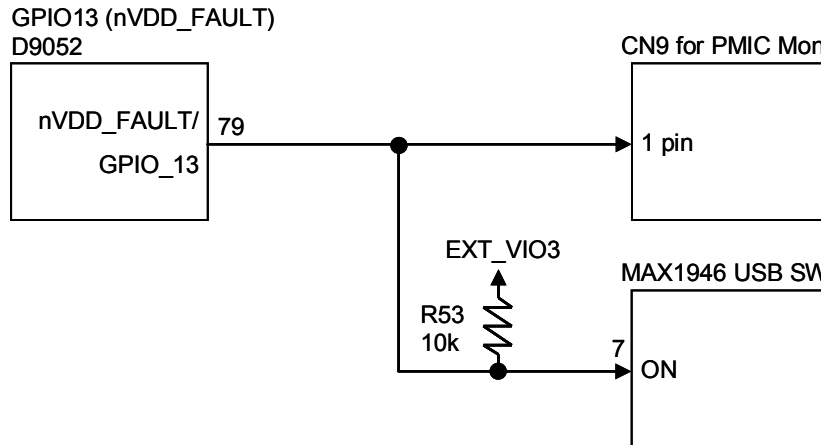 GPIO13 (nVDD_FAULT)
D9052
nVDD_FAULT/
GPIO_13
79
CN9 for PMIC Mon
1 pin
EXT_VIO3
R53
10k
MAX1946 USB SW
7
ON